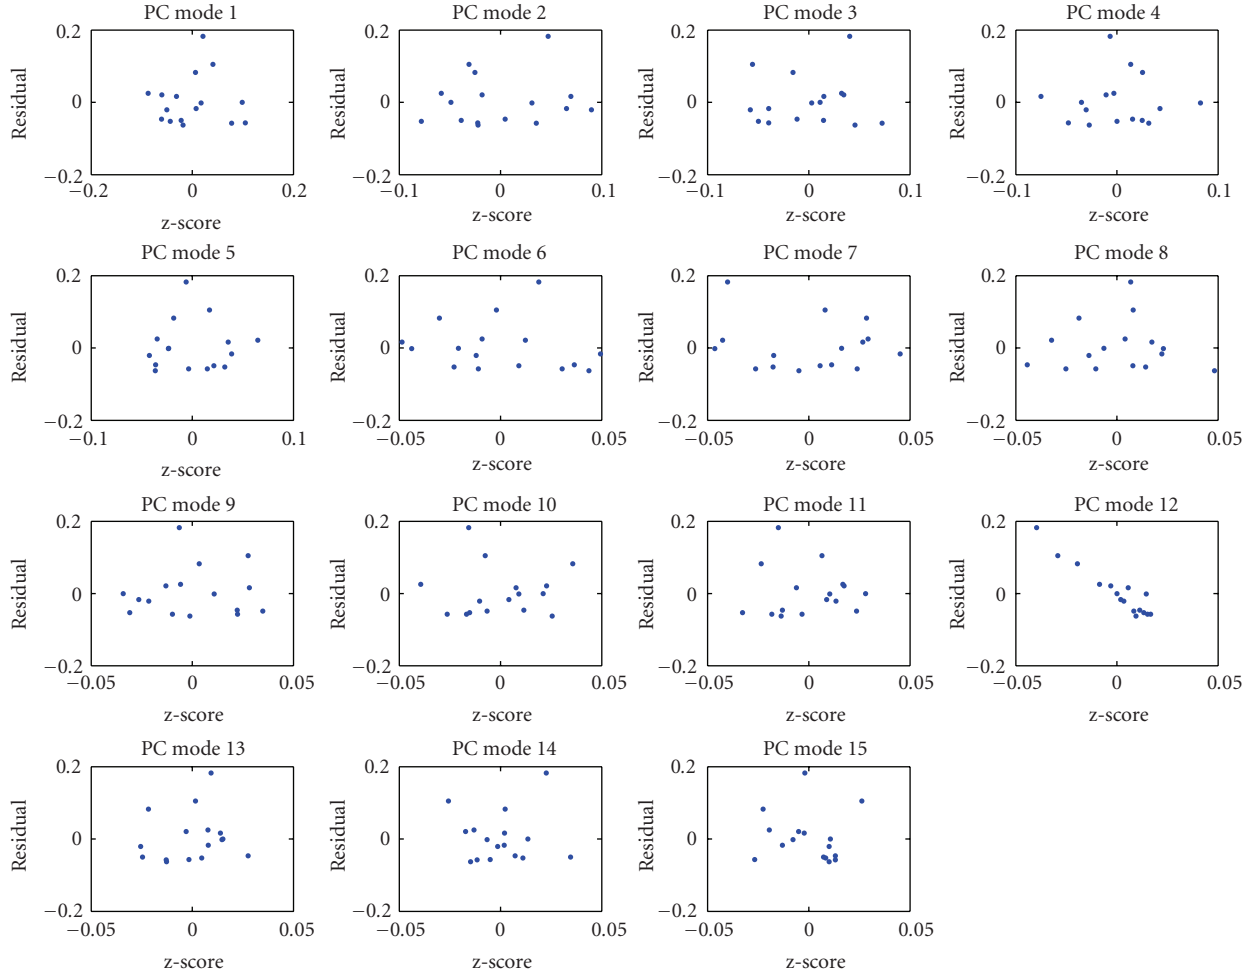 PC mode 1
PC mode 2
PC mode 3
PC mode 4
0.2
0
−0.2
Residual
−0.2
0
0.2
z-score
0.2
0
−0.2
Residual
−0.1
0
0.1
z-score
0.2
0
−0.2
Residual
−0.1
0
0.1
z-score
0.2
0
−0.2
Residual
−0.1
0
0.1
z-score
PC mode 5
PC mode 6
PC mode 7
PC mode 8
0.2
0
−0.2
Residual
−0.1
0
0.1
z-score
0.2
0
−0.2
Residual
−0.05
0
0.05
z-score
0.2
0
−0.2
Residual
−0.05
0
0.05
z-score
0.2
0
−0.2
Residual
−0.05
0
0.05
z-score
PC mode 9
PC mode 10
PC mode 11
PC mode 12
0.2
0
−0.2
Residual
−0.05
0
0.05
z-score
0.2
0
−0.2
Residual
−0.05
0
0.05
z-score
0.2
0
−0.2
Residual
−0.05
0
0.05
z-score
0.2
0
−0.2
Residual
−0.05
0
0.05
z-score
PC mode 13
PC mode 14
PC mode 15
0.2
0
−0.2
Residual
−0.05
0
0.05
z-score
0.2
0
−0.2
Residual
−0.05
0
0.05
z-score
0.2
0
−0.2
Residual
−0.05
0
0.05
z-score